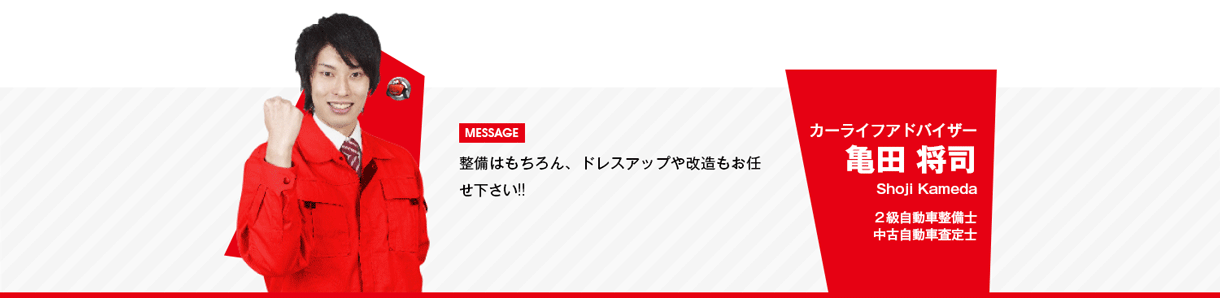 MESSAGE
整備はもちろん、ドレスアップや改造もお任
せ下さい!!
カーライフアドバイザー
亀田 将司
Shoji Kameda
２級自動車整備士
中古自動車査定士